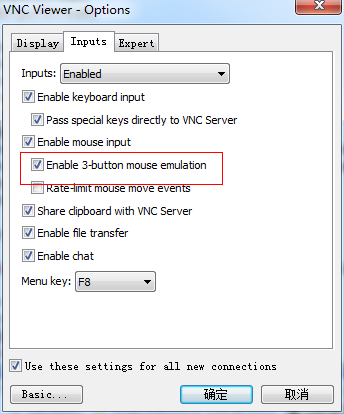 VNC Viewer - Options
Display Inputs Expert
Inputs: Enabled
Enable keyboard input
Pass special keys directly to VNC Server
Enable mouse input
Enable 3-button mouse emulation
Rate-limit mouse move events
Share clipboard with VNC Server
Enable file transfer
Enable chat
Menu key: F8
Use these settings for all new connections
Basic... 确定 取消